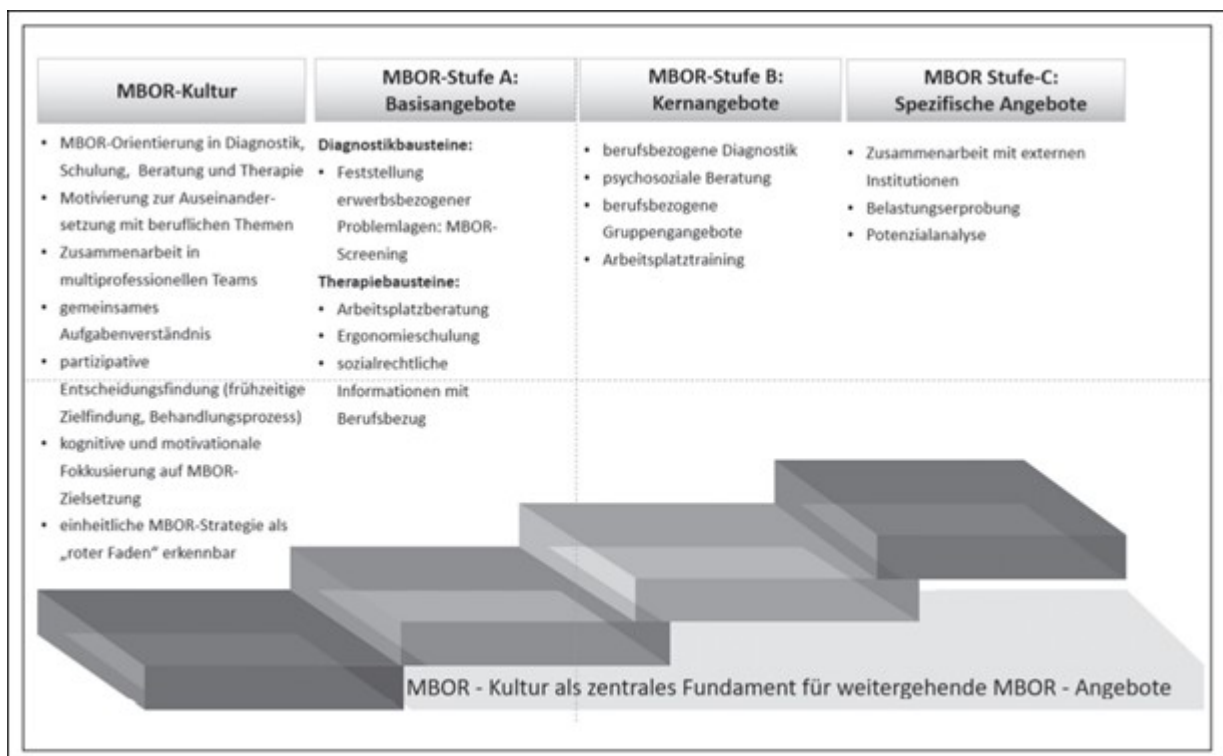 MBOR-Kultur
• MBOR-Orientierung in Diagnostik,
Schulung, Beratung und Therapie
• Motivierung zur Auseinander-
setzung mit beruflichen Themen
• Zusammenarbeit in
multiprofessionellen Teams
• gemeinsames
Aufgabenverständnis
• partizipative
Entscheidungsfindung (frühzeitige
Zielfindung, Behandlungsprozess)
• kognitive und motivationale
Fokkusierung auf MBOR-
Zielsetzung
• einheitliche MBOR-Strategie als
„roter Faden“ erkennbar
MBOR-Stufe A:
Basisangebote
Diagnostikbausteine:
• Feststellung
erwerbsbezogener
Problemlagen: MBOR-
Screening
Therapiebausteine:
• Arbeitsplatzberatung
• Ergonomieschulung
• sozialrechtliche
Informationen mit
Berufsbezug
MBOR-Stufe B:
Kernangebote
• berufsbezogene Diagnostik
• psychosoziale Beratung
• berufsbezogene
Gruppengangebote
• Arbeitsplatztraining
MBOR Stufe-C:
Spezifische Angebote
• Zusammenarbeit mit externen
Institutionen
• Belastungserprobung
• Potenzialanalyse
MBOR - Kultur als zentrales Fundament für weitergehende MBOR - Angebote